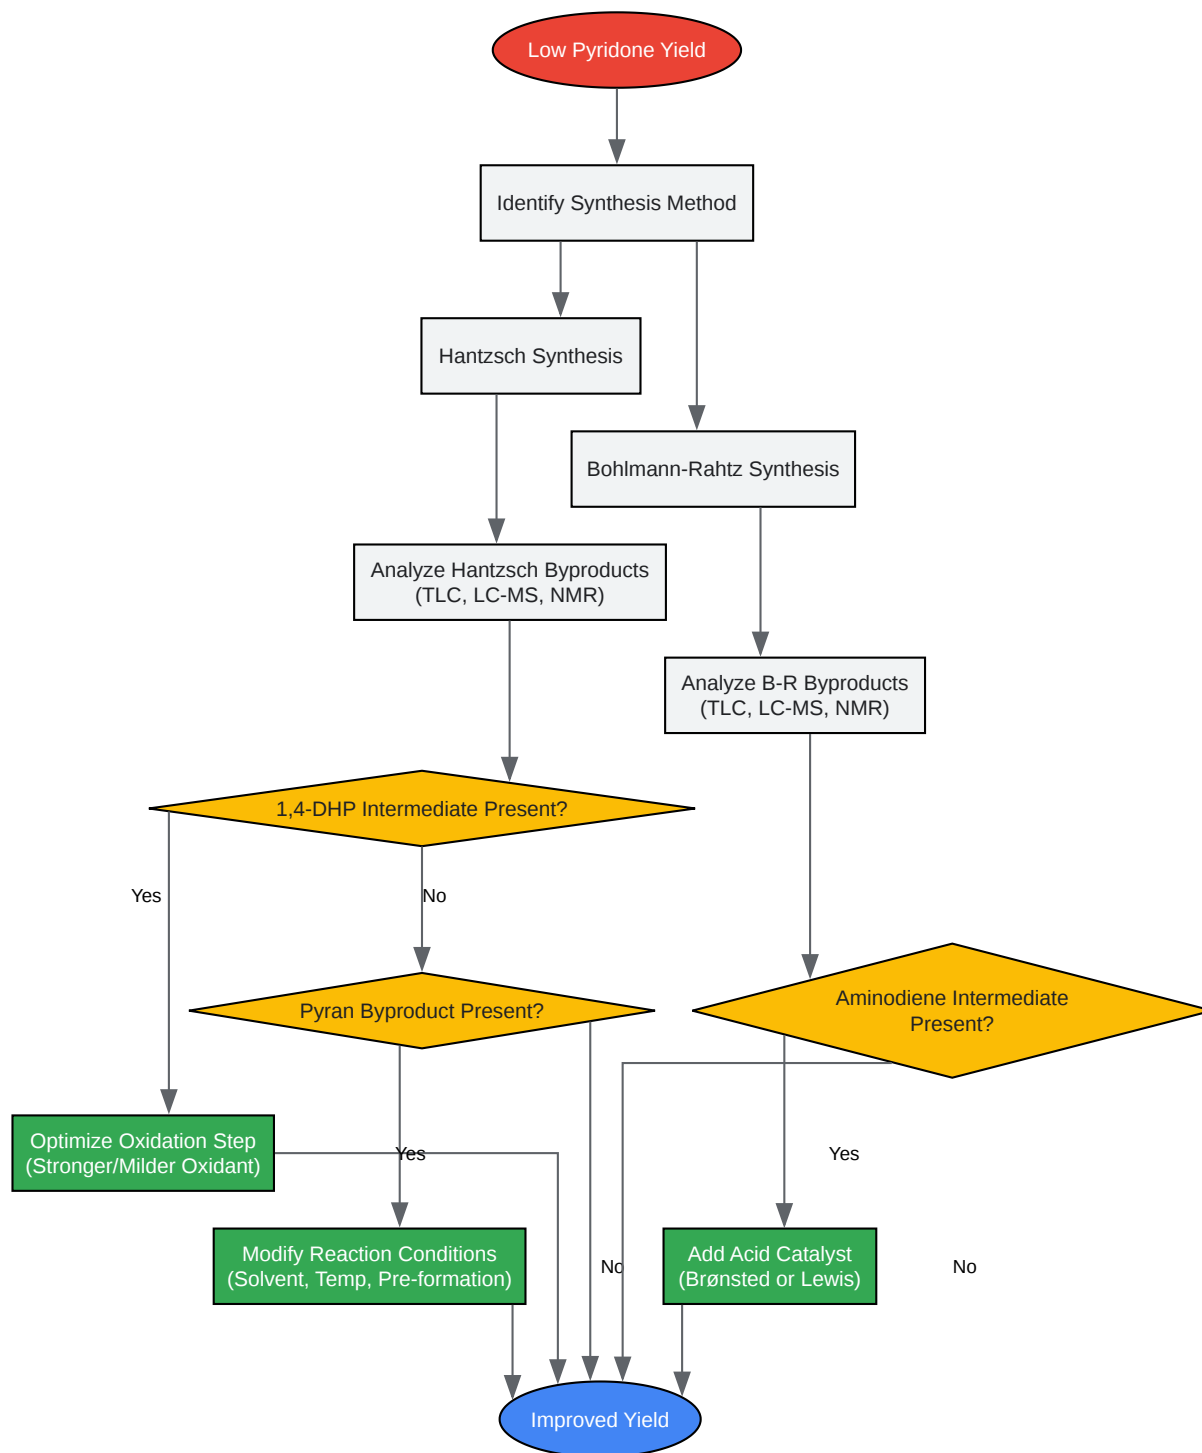 Low Pyridone Yield
Identify Synthesis Method
Hantzsch Synthesis
Bohlmann-Rahtz Synthesis
Analyze Hantzsch Byproducts
(TLC, LC-MS, NMR)
Analyze B-R Byproducts
(TLC, LC-MS, NMR)
1,4-DHP Intermediate Present?
Yes
No
Pyran Byproduct Present?
Aminodiene Intermediate
Present?
Optimize Oxidation Step
(Stronger/Milder Oxidant)
Yes
Yes
Modify Reaction Conditions
(Solvent, Temp, Pre-formation)
No
Add Acid Catalyst
(Brønsted or Lewis)
No
Improved Yield